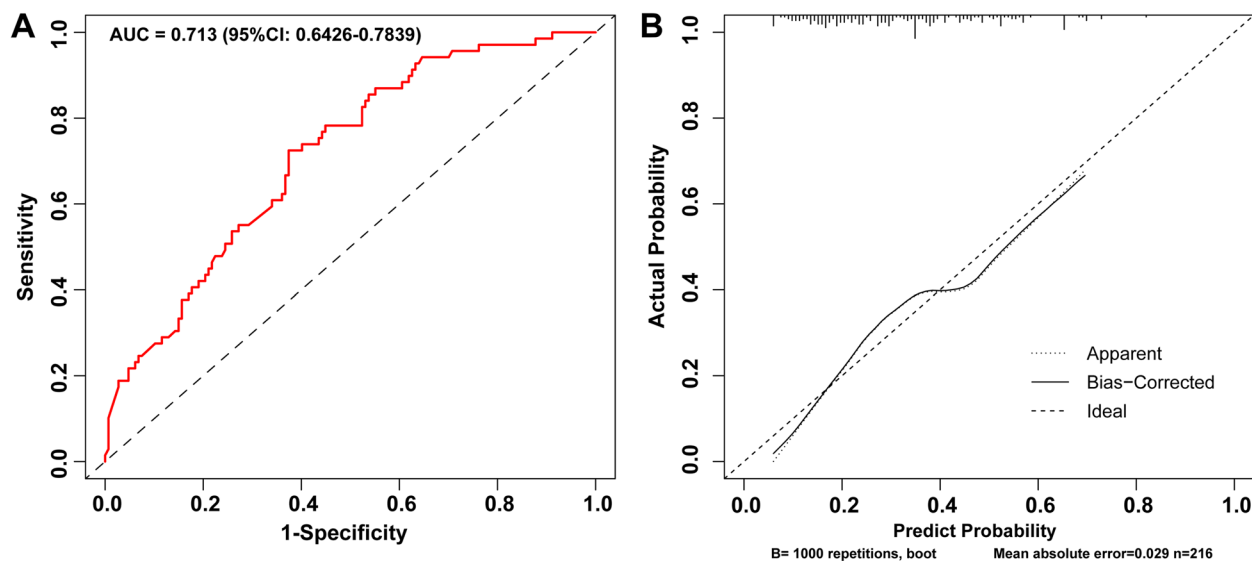 A
AUC = 0.713 (95%CI: 0.6426-0.7839)
Sensitivity
0.0
0.2
0.4
0.6
0.8
1.0
0.0 0.2 0.4 0.6 0.8 1.0
1-Specificity
B
Actual Probability
0.0
0.2
0.4
0.6
0.8
1.0
Apparent
Bias-Corrected
Ideal
0.0 0.2 0.4 0.6 0.8 1.0
Predict Probability
B= 1000 repetitions, boot Mean absolute error=0.029 n=216